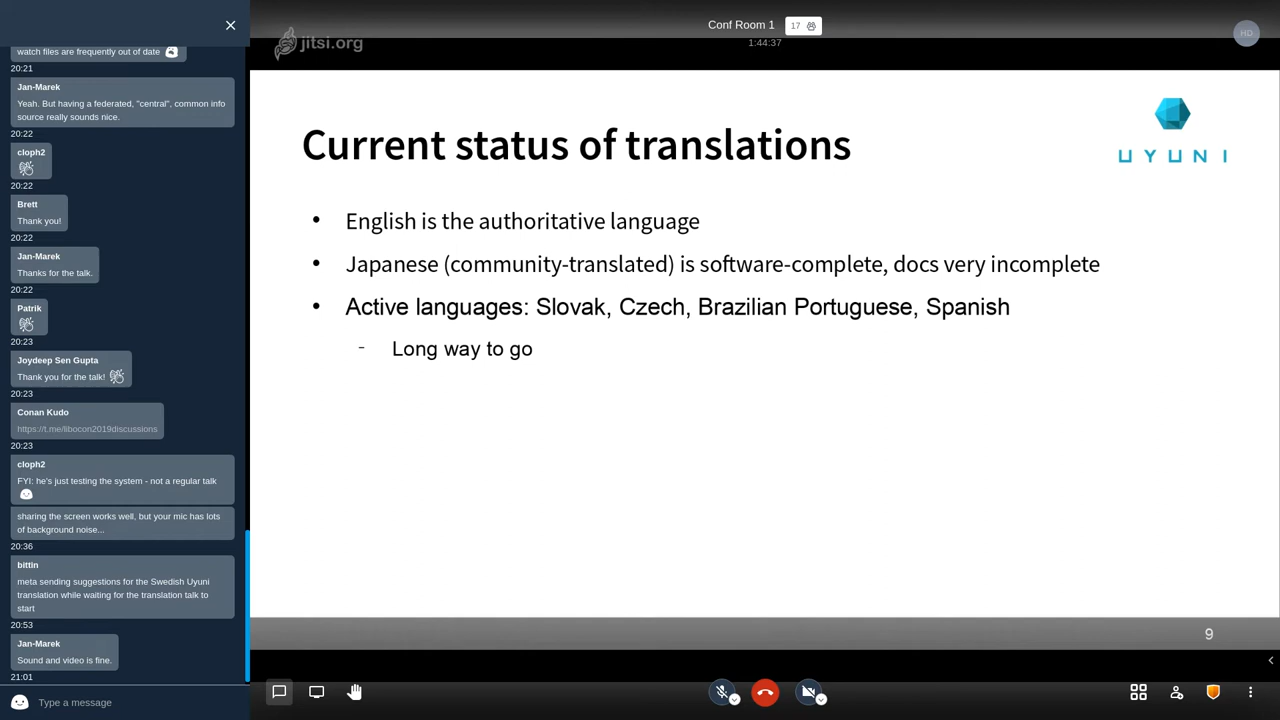 watch files are frequently out of date
20:21
Jan-Marek
Yeah. But having a federated, "central", common info
source really sounds nice.
20:22
cloph2
20:22
Brett
Thank you!
20:22
Jan-Marek
Thanks for the talk.
20:22
Patrik
20:23
Joydeep Sen Gupta
Thank you for the talk!
20:23
Conan Kudo
https://t.me/libocon2019discussions
20:23
cloph2
FYI: he's just testing the system - not a regular talk
sharing the screen works well, but your mic has lots
of background noise...
20:36
bittin
meta sending suggestions for the Swedish Uyuni
translation while waiting for the translation talk to
start
20:53
Jan-Marek
Sound and video is fine.
21:01
Type a message
jitsi.org
Conf Room 1
17
1:44:37
HD
Current status of translations
UYUNI
• English is the authoritative language
• Japanese (community-translated) is software-complete, docs very incomplete
• Active languages: Slovak, Czech, Brazilian Portuguese, Spanish
- Long way to go
9